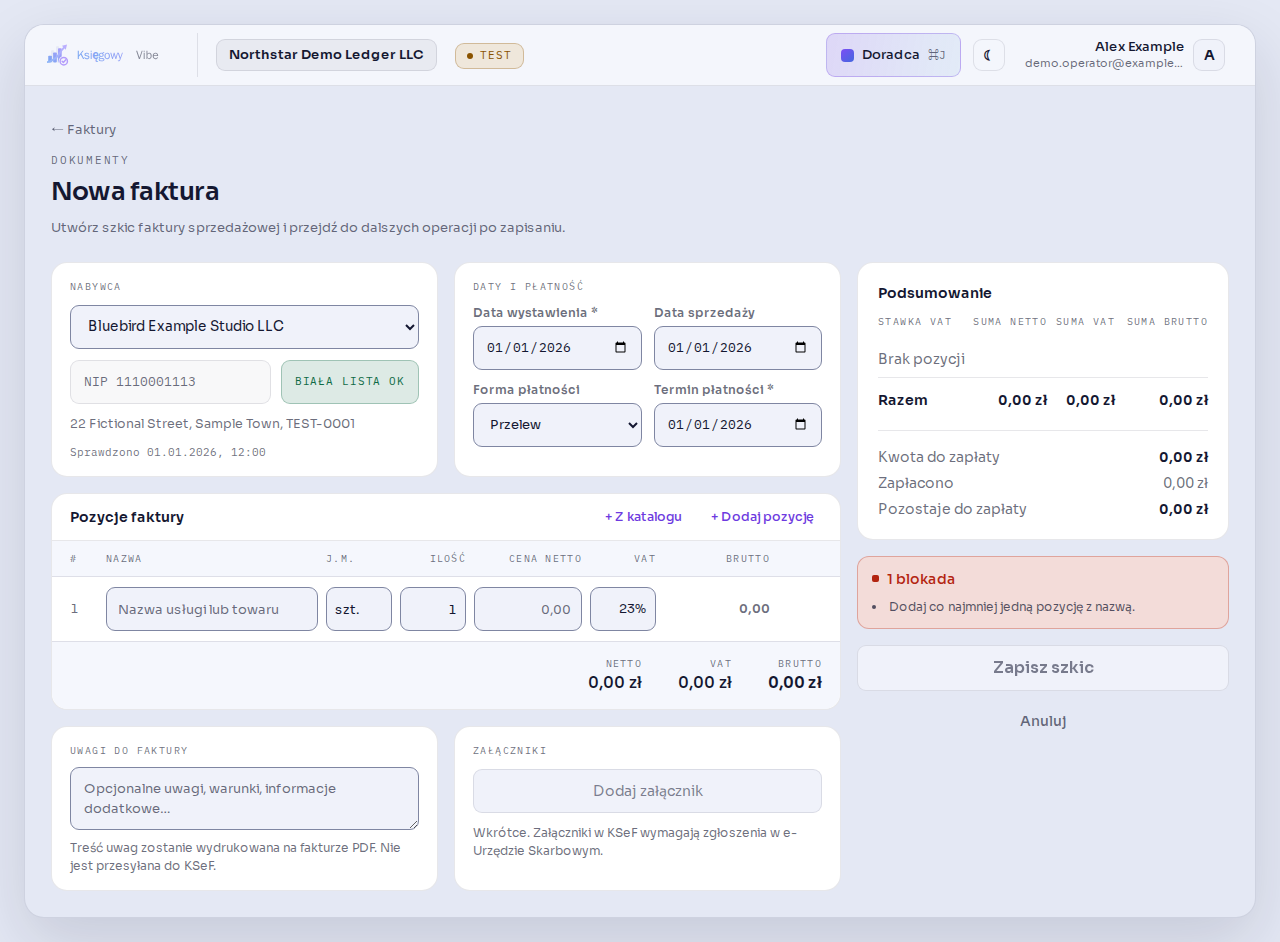 Księgowy Vibe
Northstar Demo Ledger LLC
TEST
Doradca ⌘J
Alex Example
demo.operator@example…
A
← Faktury
DOKUMENTY
Nowa faktura
Utwórz szkic faktury sprzedażowej i przejdź do dalszych operacji po zapisaniu.
NABYWCA
Bluebird Example Studio LLC
NIP 1110001113
BIAŁA LISTA OK
22 Fictional Street, Sample Town, TEST-0001
Sprawdzono 01.01.2026, 12:00
DATY I PŁATNOŚĆ
Data wystawienia *
Data sprzedaży
01/01/2026
01/01/2026
Forma płatności
Termin płatności *
Przelew
01/01/2026
Podsumowanie
STAWKA VAT SUMA NETTO SUMA VAT SUMA BRUTTO
Brak pozycji
Razem 0,00 zł 0,00 zł 0,00 zł
Kwota do zapłaty 0,00 zł
Zapłacono 0,00 zł
Pozostaje do zapłaty 0,00 zł
Pozycje faktury
+ Z katalogu
+ Dodaj pozycję
# NAZWA J.M. ILOŚĆ CENA NETTO VAT BRUTTO
1 Nazwa usługi lub towaru szt. 1 0,00 23% 0,00
NETTO VAT BRUTTO
0,00 zł 0,00 zł 0,00 zł
1 blokada
• Dodaj co najmniej jedną pozycję z nazwą.
Zapisz szkic
Anuluj
UWAGI DO FAKTURY
Opcjonalne uwagi, warunki, informacje
dodatkowe...
Treść uwag zostanie wydrukowana na fakturze PDF. Nie
jest przesyłana do KSeF.
ZAŁĄCZNIKI
Dodaj załącznik
Wkrótce. Załączniki w KSeF wymagają zgłoszenia w e-
Urzędzie Skarbowym.